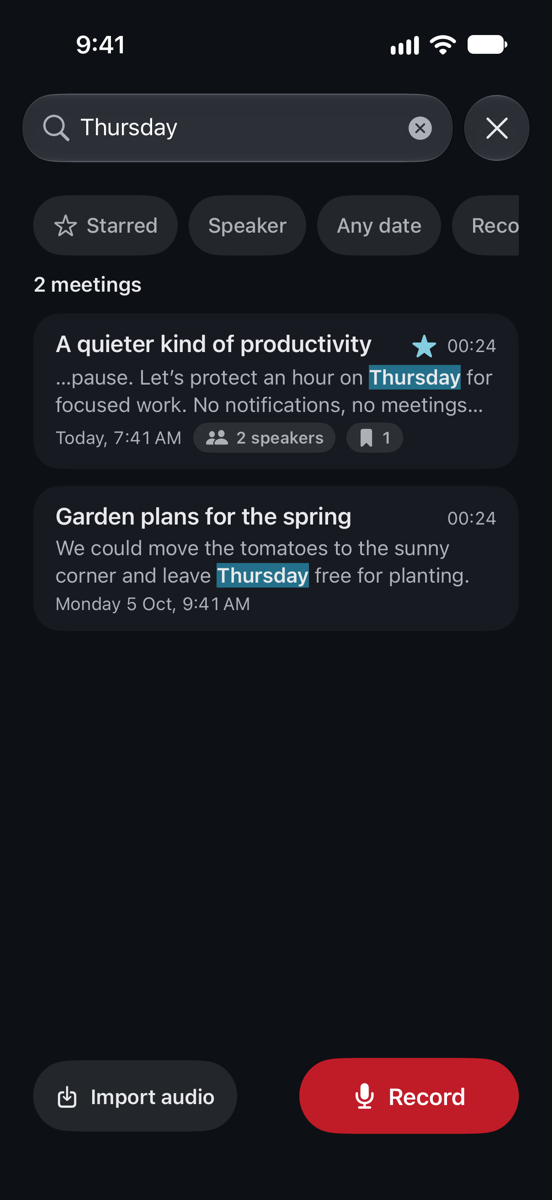 9:41
Thursday
Starred
Speaker
Any date
Reco
2 meetings
A quieter kind of productivity
00:24
...pause. Let’s protect an hour on Thursday for
focused work. No notifications, no meetings...
Today, 7:41 AM
2 speakers
1
Garden plans for the spring
00:24
We could move the tomatoes to the sunny
corner and leave Thursday free for planting.
Monday 5 Oct, 9:41 AM
Import audio
Record